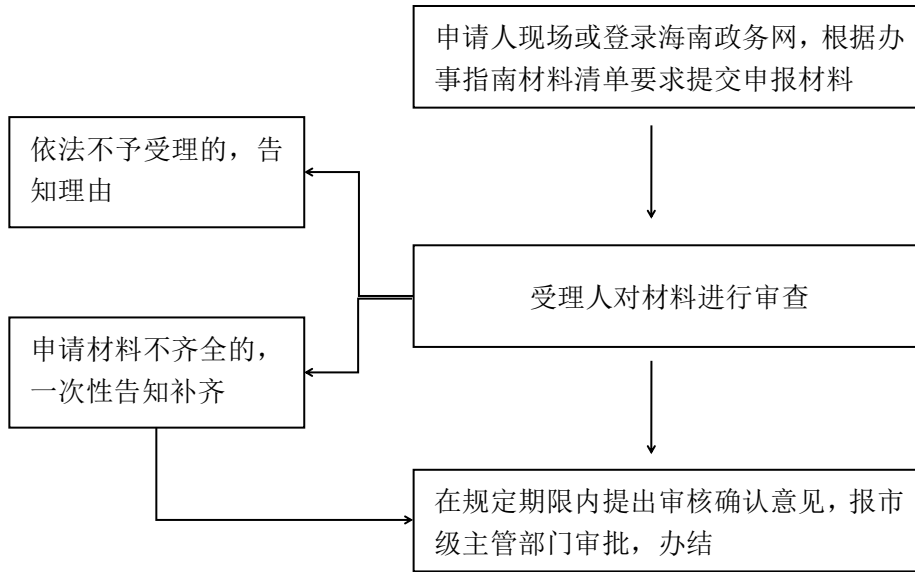 申请人现场或登录海南政务网，根据办
事指南材料清单要求提交申报材料
依法不予受理的，告
知理由
受理人对材料进行审查
申请材料不齐全的，
一次性告知补齐
在规定期限内提出审核确认意见，报市
级主管部门审批，办结